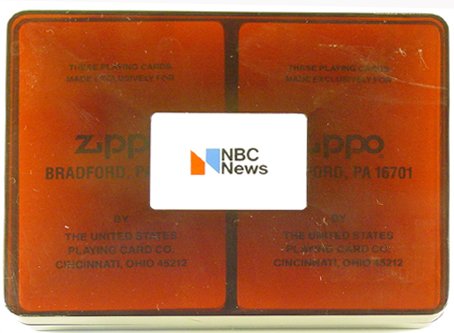 THESE PLAYING CARDS
MADE EXCLUSIVELY FOR
Zippo
BRADFORD,
BY
THE UNITED STATES
PLAYING CARD CO.
CINCINNATI, OHIO 45212
THESE PLAYING CARDS
MADE EXCLUSIVELY FOR
ippo
PA 16701
BY
THE UNITED STATES
PLAYING CARD CO.
CINCINNATI, OHIO 45212
NBC
News